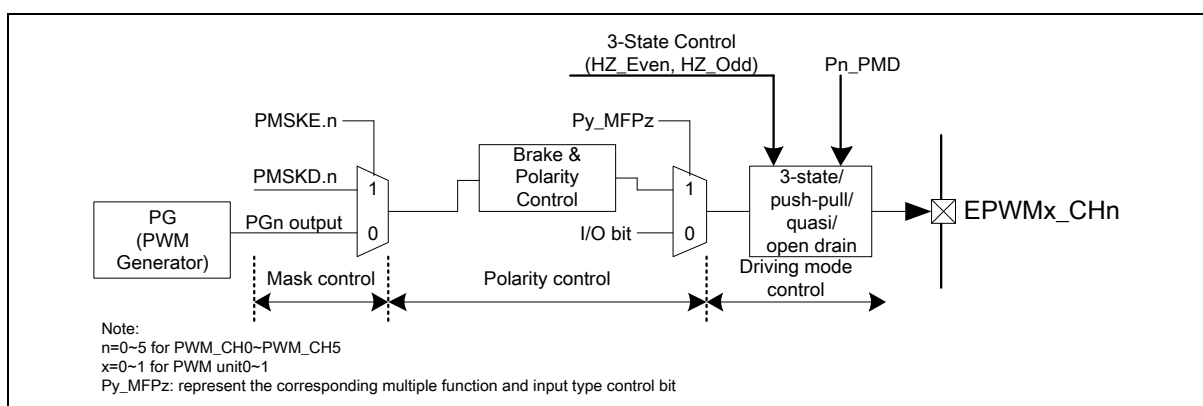 3-State Control
(HZ_Even, HZ_Odd)
Pn_PMD
PMSKE.n
Py_MFPz
PMSKD.n
1
Brake &
Polarity
Control
1
3-state/
push-pull/
quasi/
open drain
EPWMx_CHn
PG
(PWM
Generator)
PGn output
0
I/O bit
0
Mask control
Polarity control
Driving mode
control
Note:
n=0~5 for PWM_CH0~PWM_CH5
x=0~1 for PWM unit0~1
Py_MFPz: represent the corresponding multiple function and input type control bit